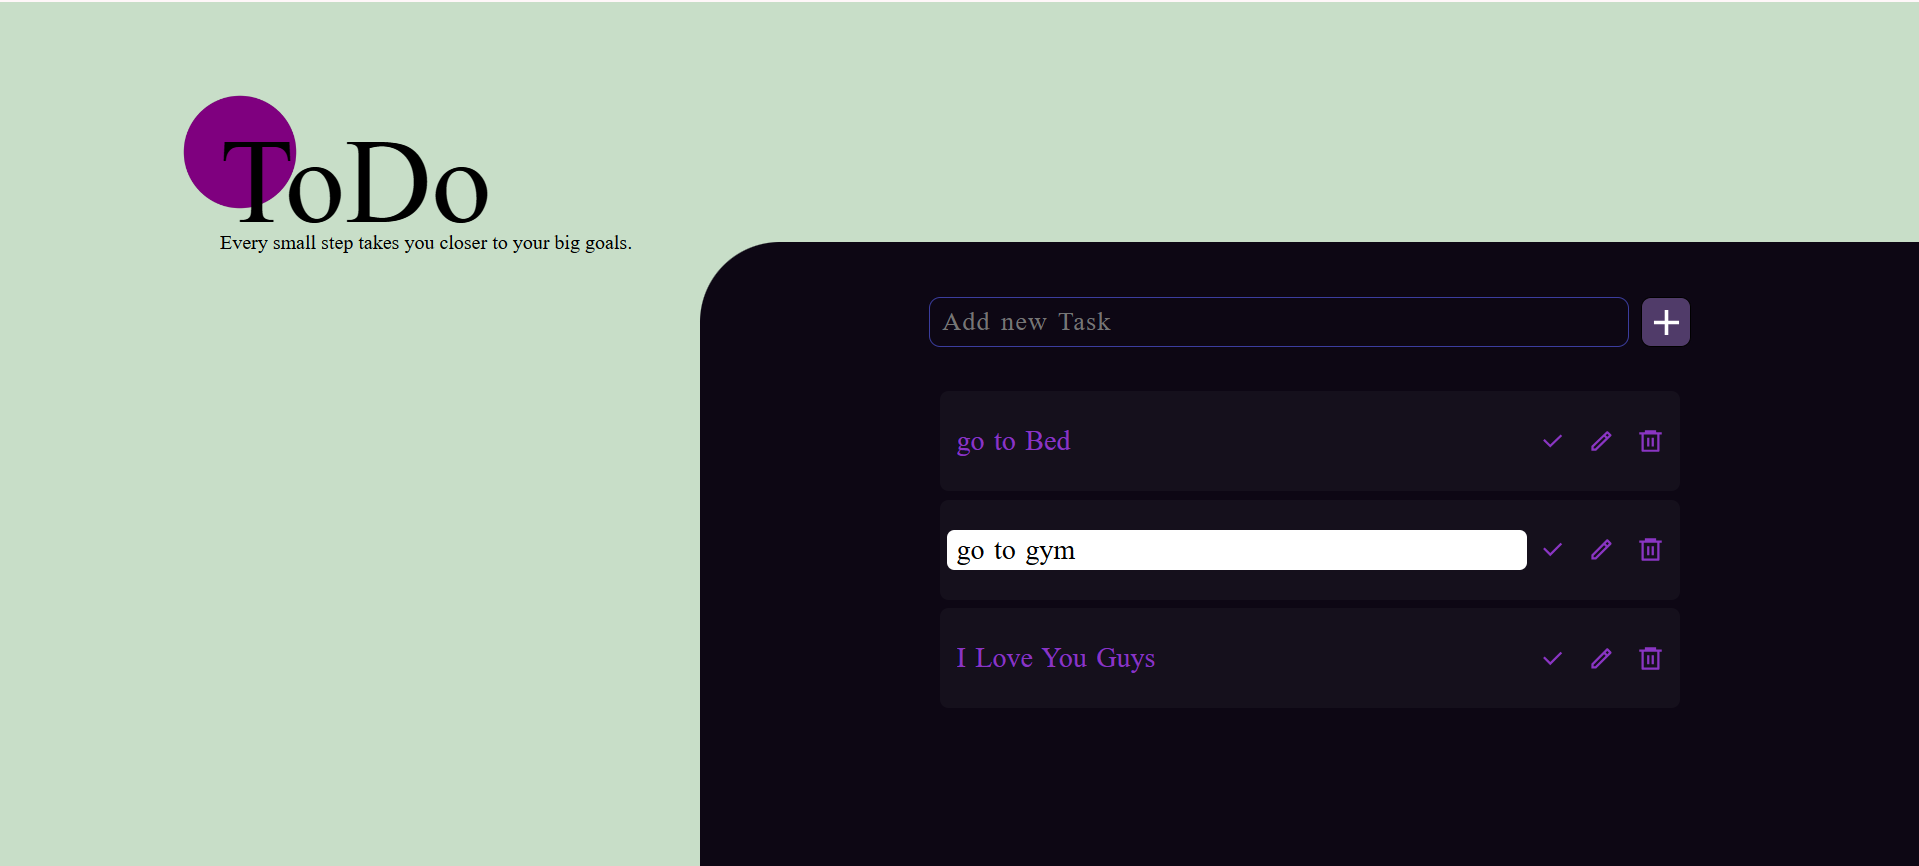 ToDo
Every small step takes you closer to your big goals.
Add new Task
go to Bed
go to gym
I Love You Guys